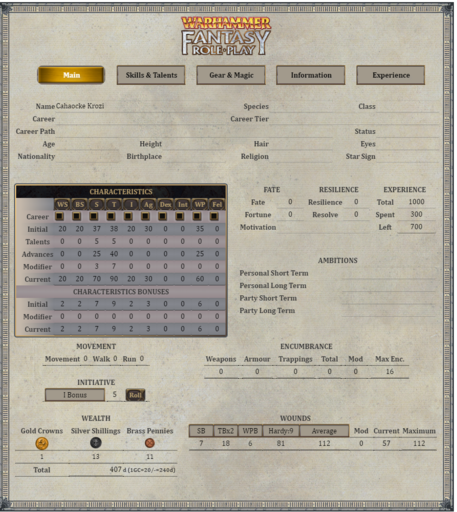 WARHAMMER
FANTASY
ROLE-PLAY
Main Skills & Talents Gear & Magic Information Experience
Name Cahaocke Krozi Species Class
Career Career Tier
Career Path Status
Age Height Hair Eyes
Nationality Birthplace Religion Star Sign
CHARACTERISTICS
WS BS S T I Ag Dex Int WP Fel
Career
Initial 20 20 37 38 20 30 0 0 35 0
Talents 0 0 5 5 0 0 0 0 0 0
Advances 0 0 25 40 0 0 0 0 25 0
Modifier 0 0 3 7 0 0 0 0 0 0
Current 20 20 70 90 20 30 0 0 60 0
CHARACTERISTICS BONUSES
Initial 2 2 7 9 2 3 0 0 6 0
Modifier 0 0 0 0 0 0 0 0 0 0
Current 2 2 7 9 2 3 0 0 6 0
FATE RESILIENCE EXPERIENCE
Fate 0 Resilience 0 Total 1000
Fortune 0 Resolve 0 Spent 300
Motivation Left 700
AMBITIONS
Personal Short Term
Personal Long Term
Party Short Term
Party Long Term
MOVEMENT
Movement 0 Walk 0 Run 0
ENCUMBRANCE
Weapons Armour Trappings Total Mod Max Enc.
0 0 0 0 0 16
INITIATIVE
I Bonus 5 Roll
WEALTH
Gold Crowns Silver Shillings Brass Pennies
1 13 11
Total 407 d (1GC=20/-=240d)
WOUNDS
SB TBx2 WPB Hardy:9 Average Mod Current Maximum
7 18 6 81 112 0 57 112